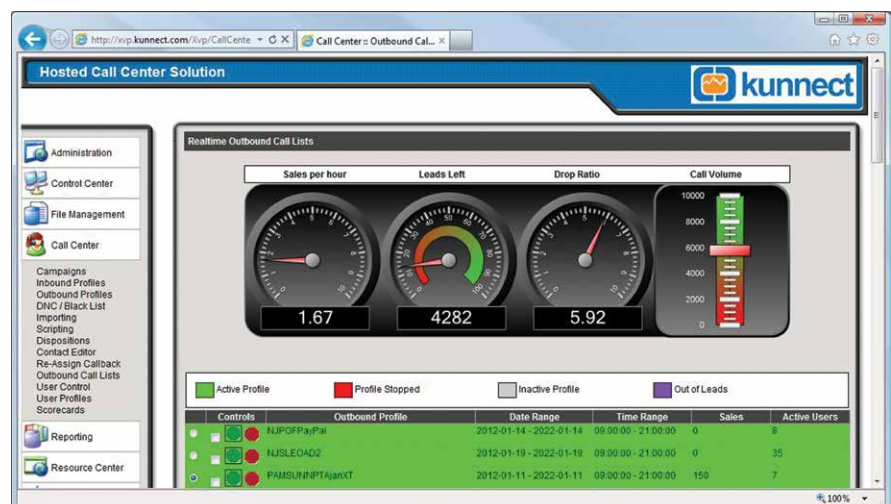 http://xvp.kunnect.com/Xvp/CallCente
Call Center :: Outbound Cal...
Hosted Call Center Solution
kunnect
Administration
Control Center
File Management
Call Center
Campaigns
Inbound Profiles
Outbound Profiles
DNC / Black List
Importing
Scripting
Dispositions
Contact Editor
Re-Assign Callback
Outbound Call Lists
User Control
User Profiles
Scorecards
Reporting
Resource Center
Realtime Outbound Call Lists
Sales per hour Leads Left Drop Ratio Call Volume
1.67 4282 5.92
10000
8000
6000
4000
2000
0
Active Profile Profile Stopped Inactive Profile Out of Leads
Controls Outbound Profile Date Range Time Range Sales Active Users
NJPOFPayPal 2012-01-14 - 2022-01-14 09:00:00 - 21:00:00 0 8
NJSLEOAD2 2012-01-19 - 2022-01-19 09:00:00 - 21:00:00 0 35
PAMSUNNPTAjanXT 2012-01-11 - 2022-01-11 09:00:00 - 21:00:00 150 7
100%